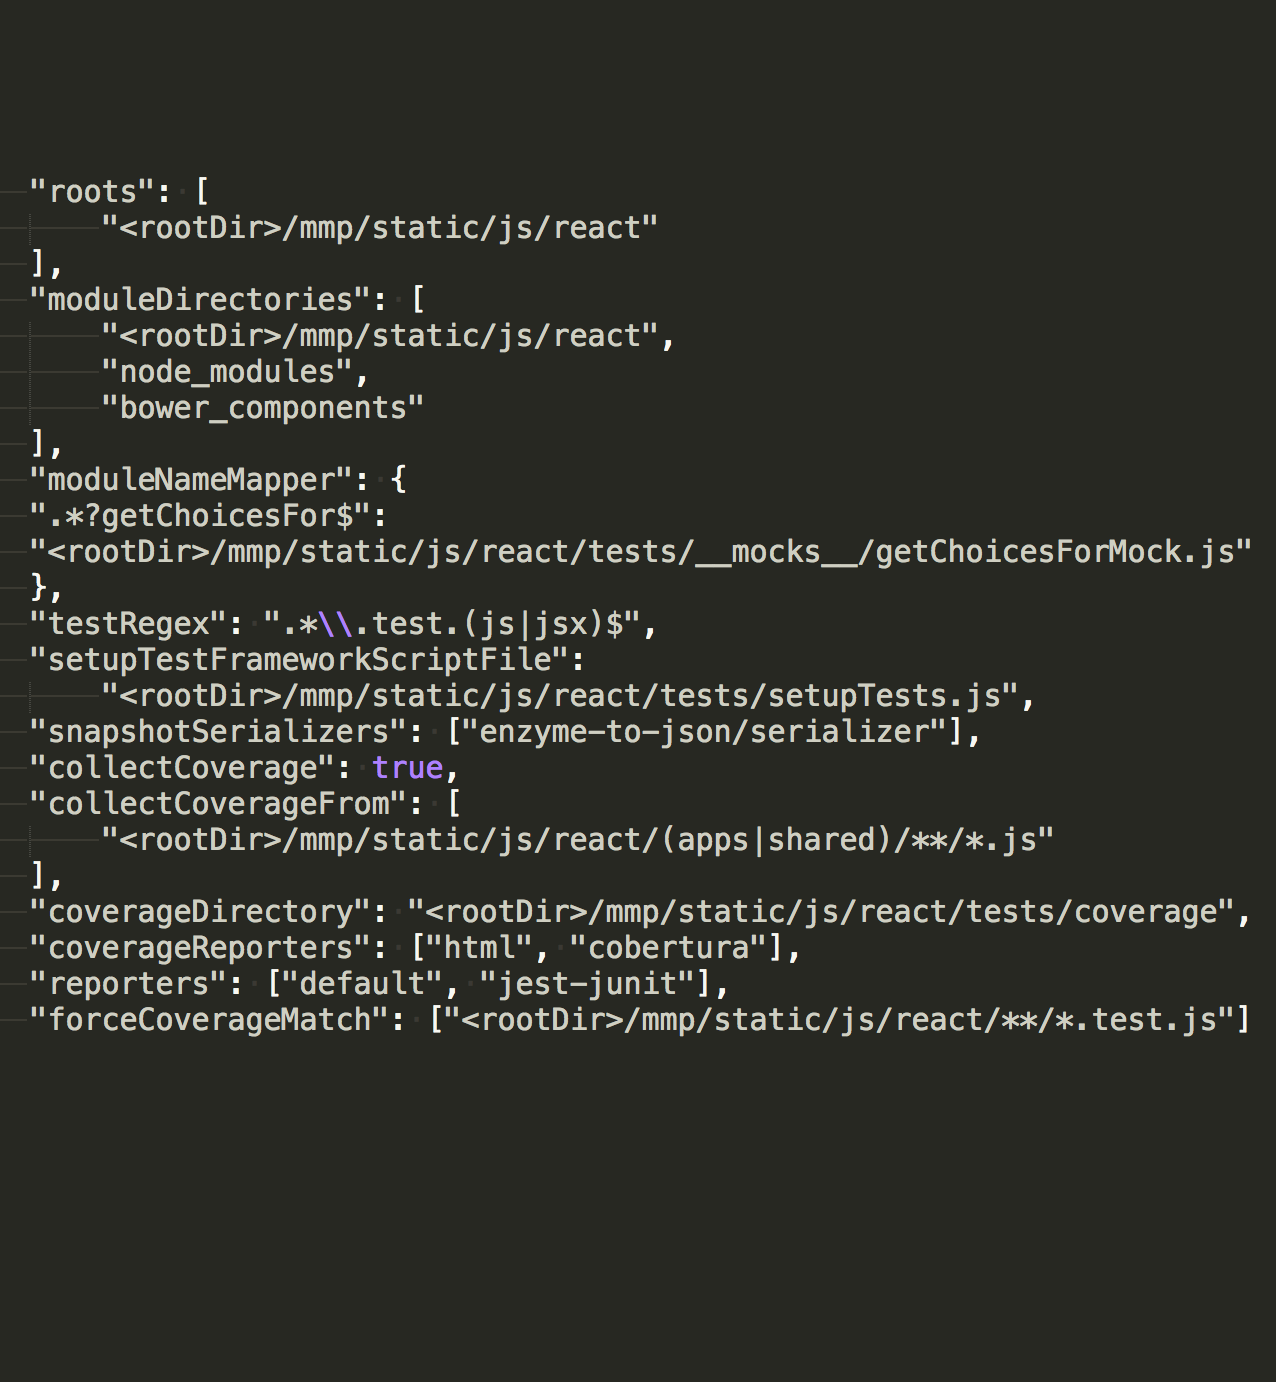 "roots": [
"<rootDir>/mmp/static/js/react"
],
"moduleDirectories": [
"<rootDir>/mmp/static/js/react",
"node_modules",
"bower_components"
],
"moduleNameMapper": {
".*?getChoicesFor$":
"<rootDir>/mmp/static/js/react/tests/__mocks__/getChoicesForMock.js"
},
"testRegex": ".*\\.test.(js|jsx)$",
"setupTestFrameworkScriptFile":
"<rootDir>/mmp/static/js/react/tests/setupTests.js",
"snapshotSerializers": ["enzyme-to-json/serializer"],
"collectCoverage": true,
"collectCoverageFrom": [
"<rootDir>/mmp/static/js/react/(apps|shared)/**/*.js"
],
"coverageDirectory": "<rootDir>/mmp/static/js/react/tests/coverage",
"coverageReporters": ["html", "cobertura"],
"reporters": ["default", "jest-junit"],
"forceCoverageMatch": ["<rootDir>/mmp/static/js/react/**/*.test.js"]